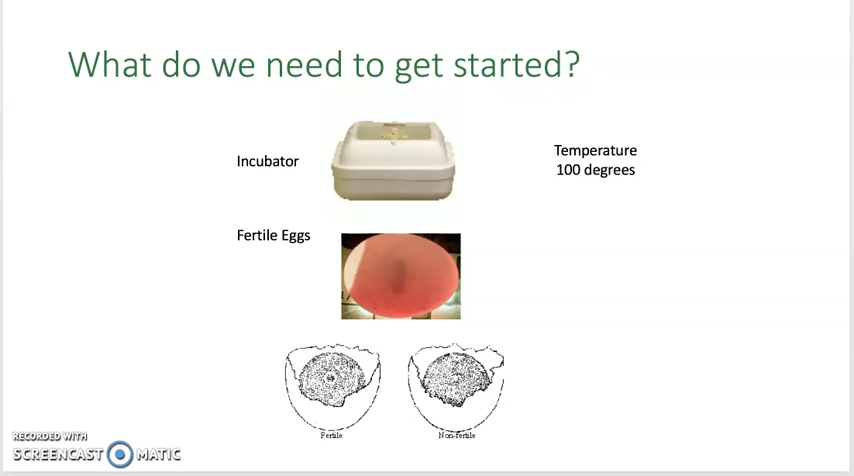 What do we need to get started?
Incubator
Temperature
100 degrees
Fertile Eggs
Fertile
Non-fertile
RECORDED WITH
SCREENCAST MATIC